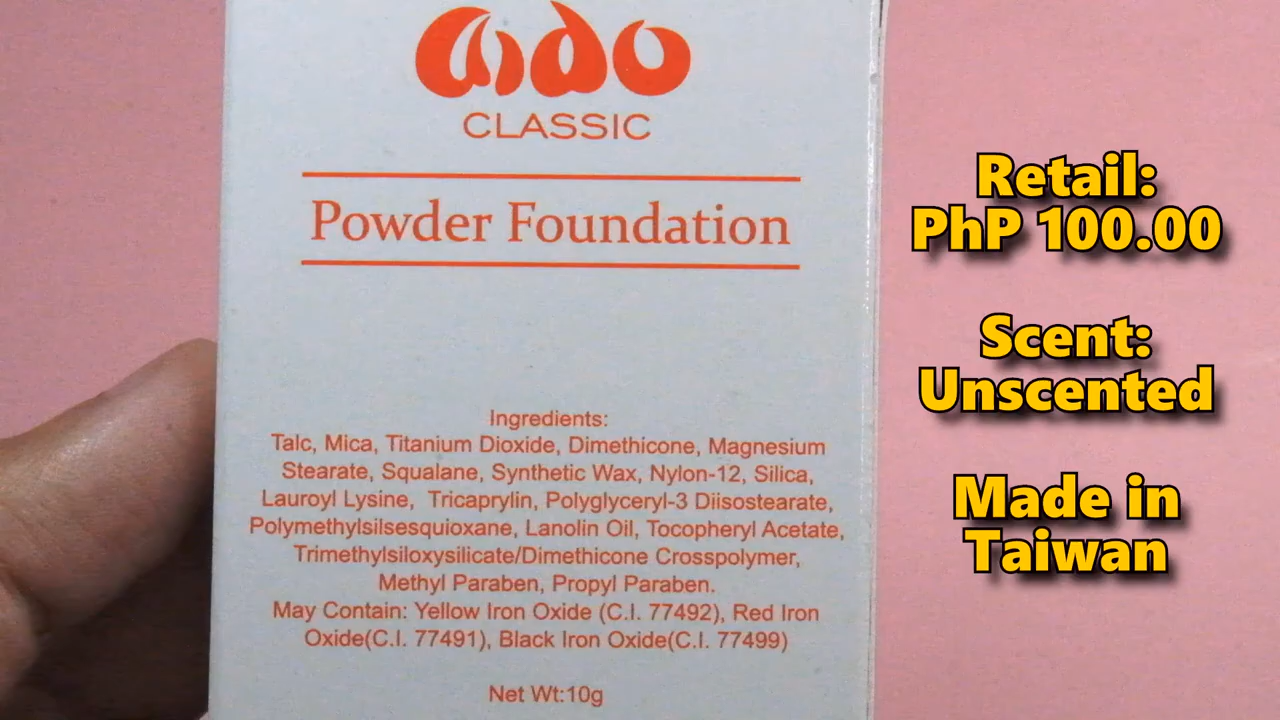 aido
CLASSIC
Powder Foundation
Ingredients:
Talc, Mica, Titanium Dioxide, Dimethicone, Magnesium
Stearate, Squalane, Synthetic Wax, Nylon-12, Silica,
Lauroyl Lysine, Tricaprylin, Polyglyceryl-3 Diisostearate,
Polymethylsilsesquioxane, Lanolin Oil, Tocopheryl Acetate,
Trimethylsiloxysilicate/Dimethicone Crosspolymer,
Methyl Paraben, Propyl Paraben.
May Contain: Yellow Iron Oxide (C.I. 77492), Red Iron
Oxide(C.I. 77491), Black Iron Oxide(C.I. 77499)
Net Wt:10g
Retail:
PhP 100.00
Scent:
Unscented
Made in
Taiwan